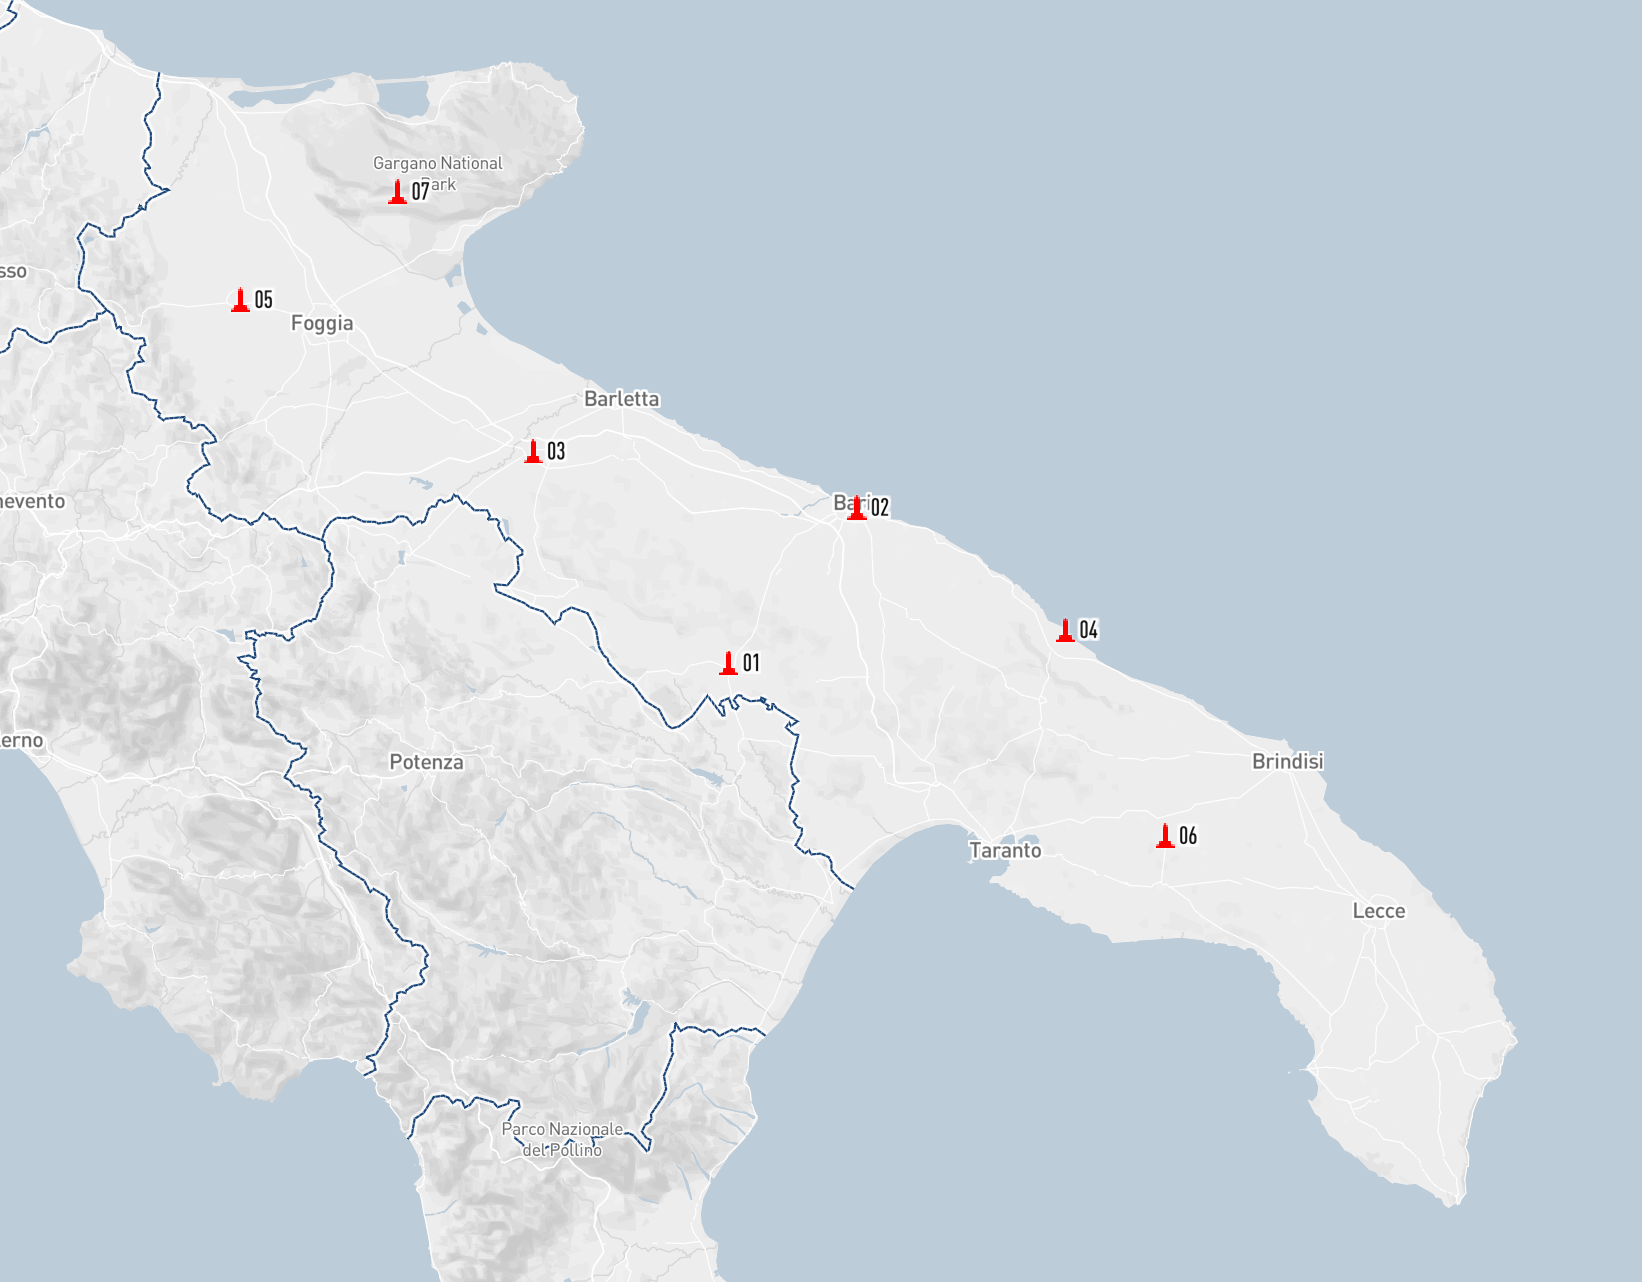 Gargano National
Park
07
sso
05
Foggia
Barletta
03
nevento
Bari
02
04
01
erno
Potenza
Brindisi
06
Taranto
Lecce
Parco Nazionale
del Pollino